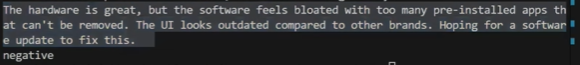 The hardware is great, but the software feels bloated with too many pre-installed apps th
at can't be removed. The UI looks outdated compared to other brands. Hoping for a softwar
e update to fix this.
negative